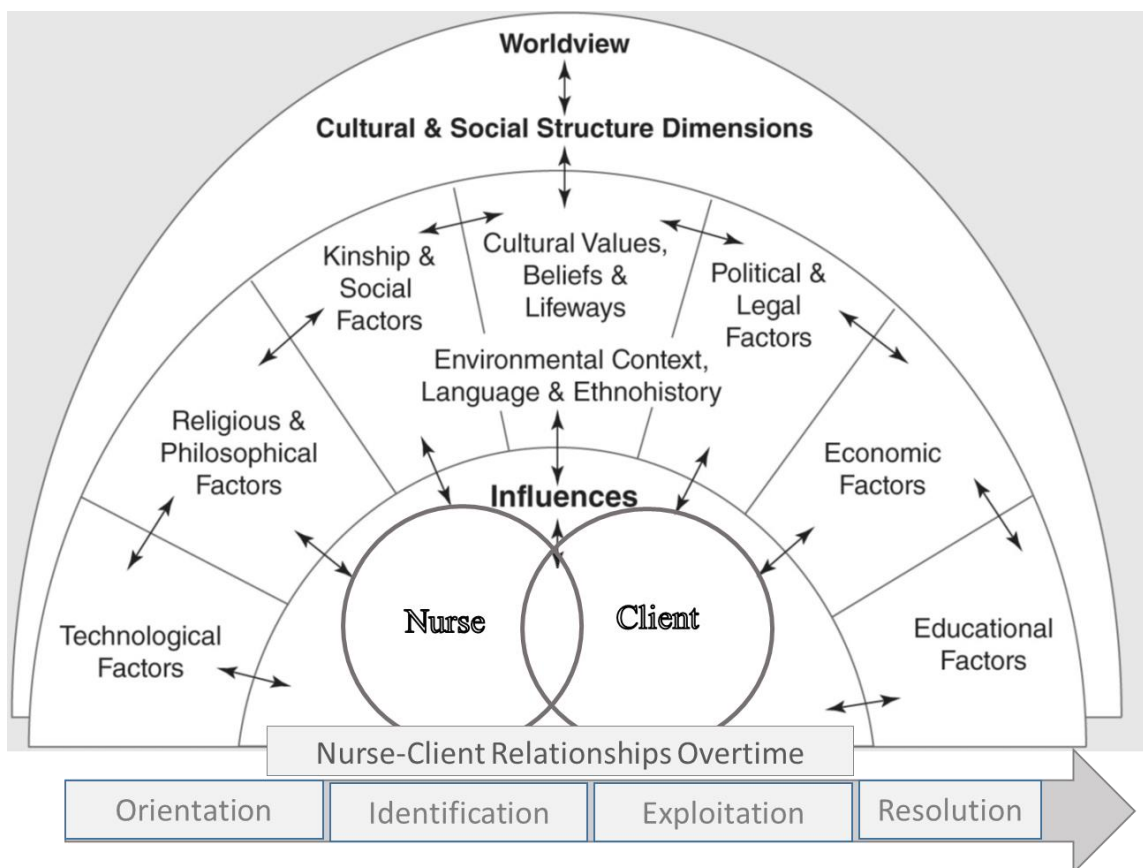 Worldview
Cultural & Social Structure Dimensions
Kinship &
Social
Factors
Cultural Values,
Beliefs &
Lifeways
Political &
Legal
Factors
Environmental Context,
Language & Ethnohistory
Religious &
Philosophical
Factors
Economic
Factors
Influences
Technological
Factors
Nurse
Client
Educational
Factors
Nurse-Client Relationships Overtime
Orientation
Identification
Exploitation
Resolution